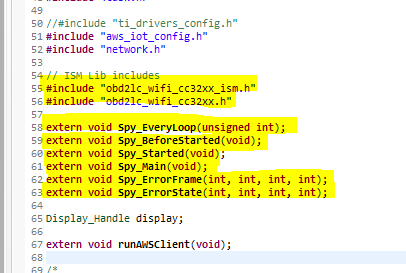 50
//#include "ti_drivers_config.h"
51 #include "aws_iot_config.h"
52 #include "network.h"
53
54 // ISM Lib includes
55 #include "obd2lc_wifi_cc32xx_ism.h"
56 #include "obd2lc_wifi_cc32xx.h"
57
58 extern void Spy_EveryLoop(unsigned int);
59 extern void Spy_BeforeStarted(void);
60 extern void Spy_Started(void);
61 extern void Spy_Main(void);
62 extern void Spy_ErrorFrame(int, int, int, int);
63 extern void Spy_ErrorState(int, int, int, int);
64
65 Display_Handle display;
66
67 extern void runAWSClient(void);
68
69 /*